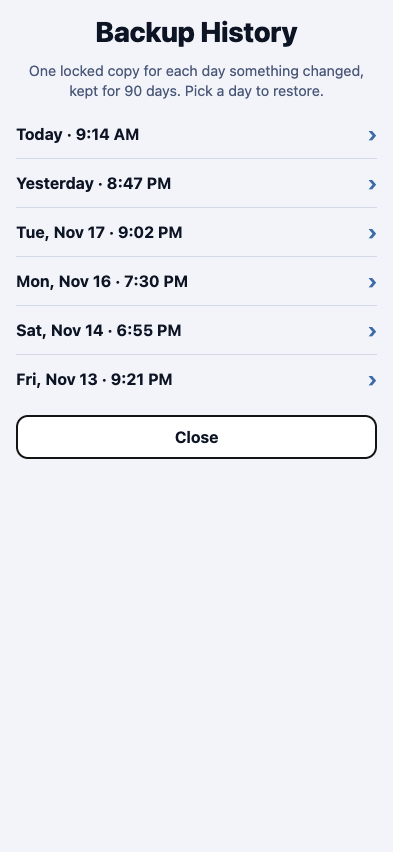 Backup History
One locked copy for each day something changed,
kept for 90 days. Pick a day to restore.
Today · 9:14 AM ›
Yesterday · 8:47 PM ›
Tue, Nov 17 · 9:02 PM ›
Mon, Nov 16 · 7:30 PM ›
Sat, Nov 14 · 6:55 PM ›
Fri, Nov 13 · 9:21 PM ›
Close